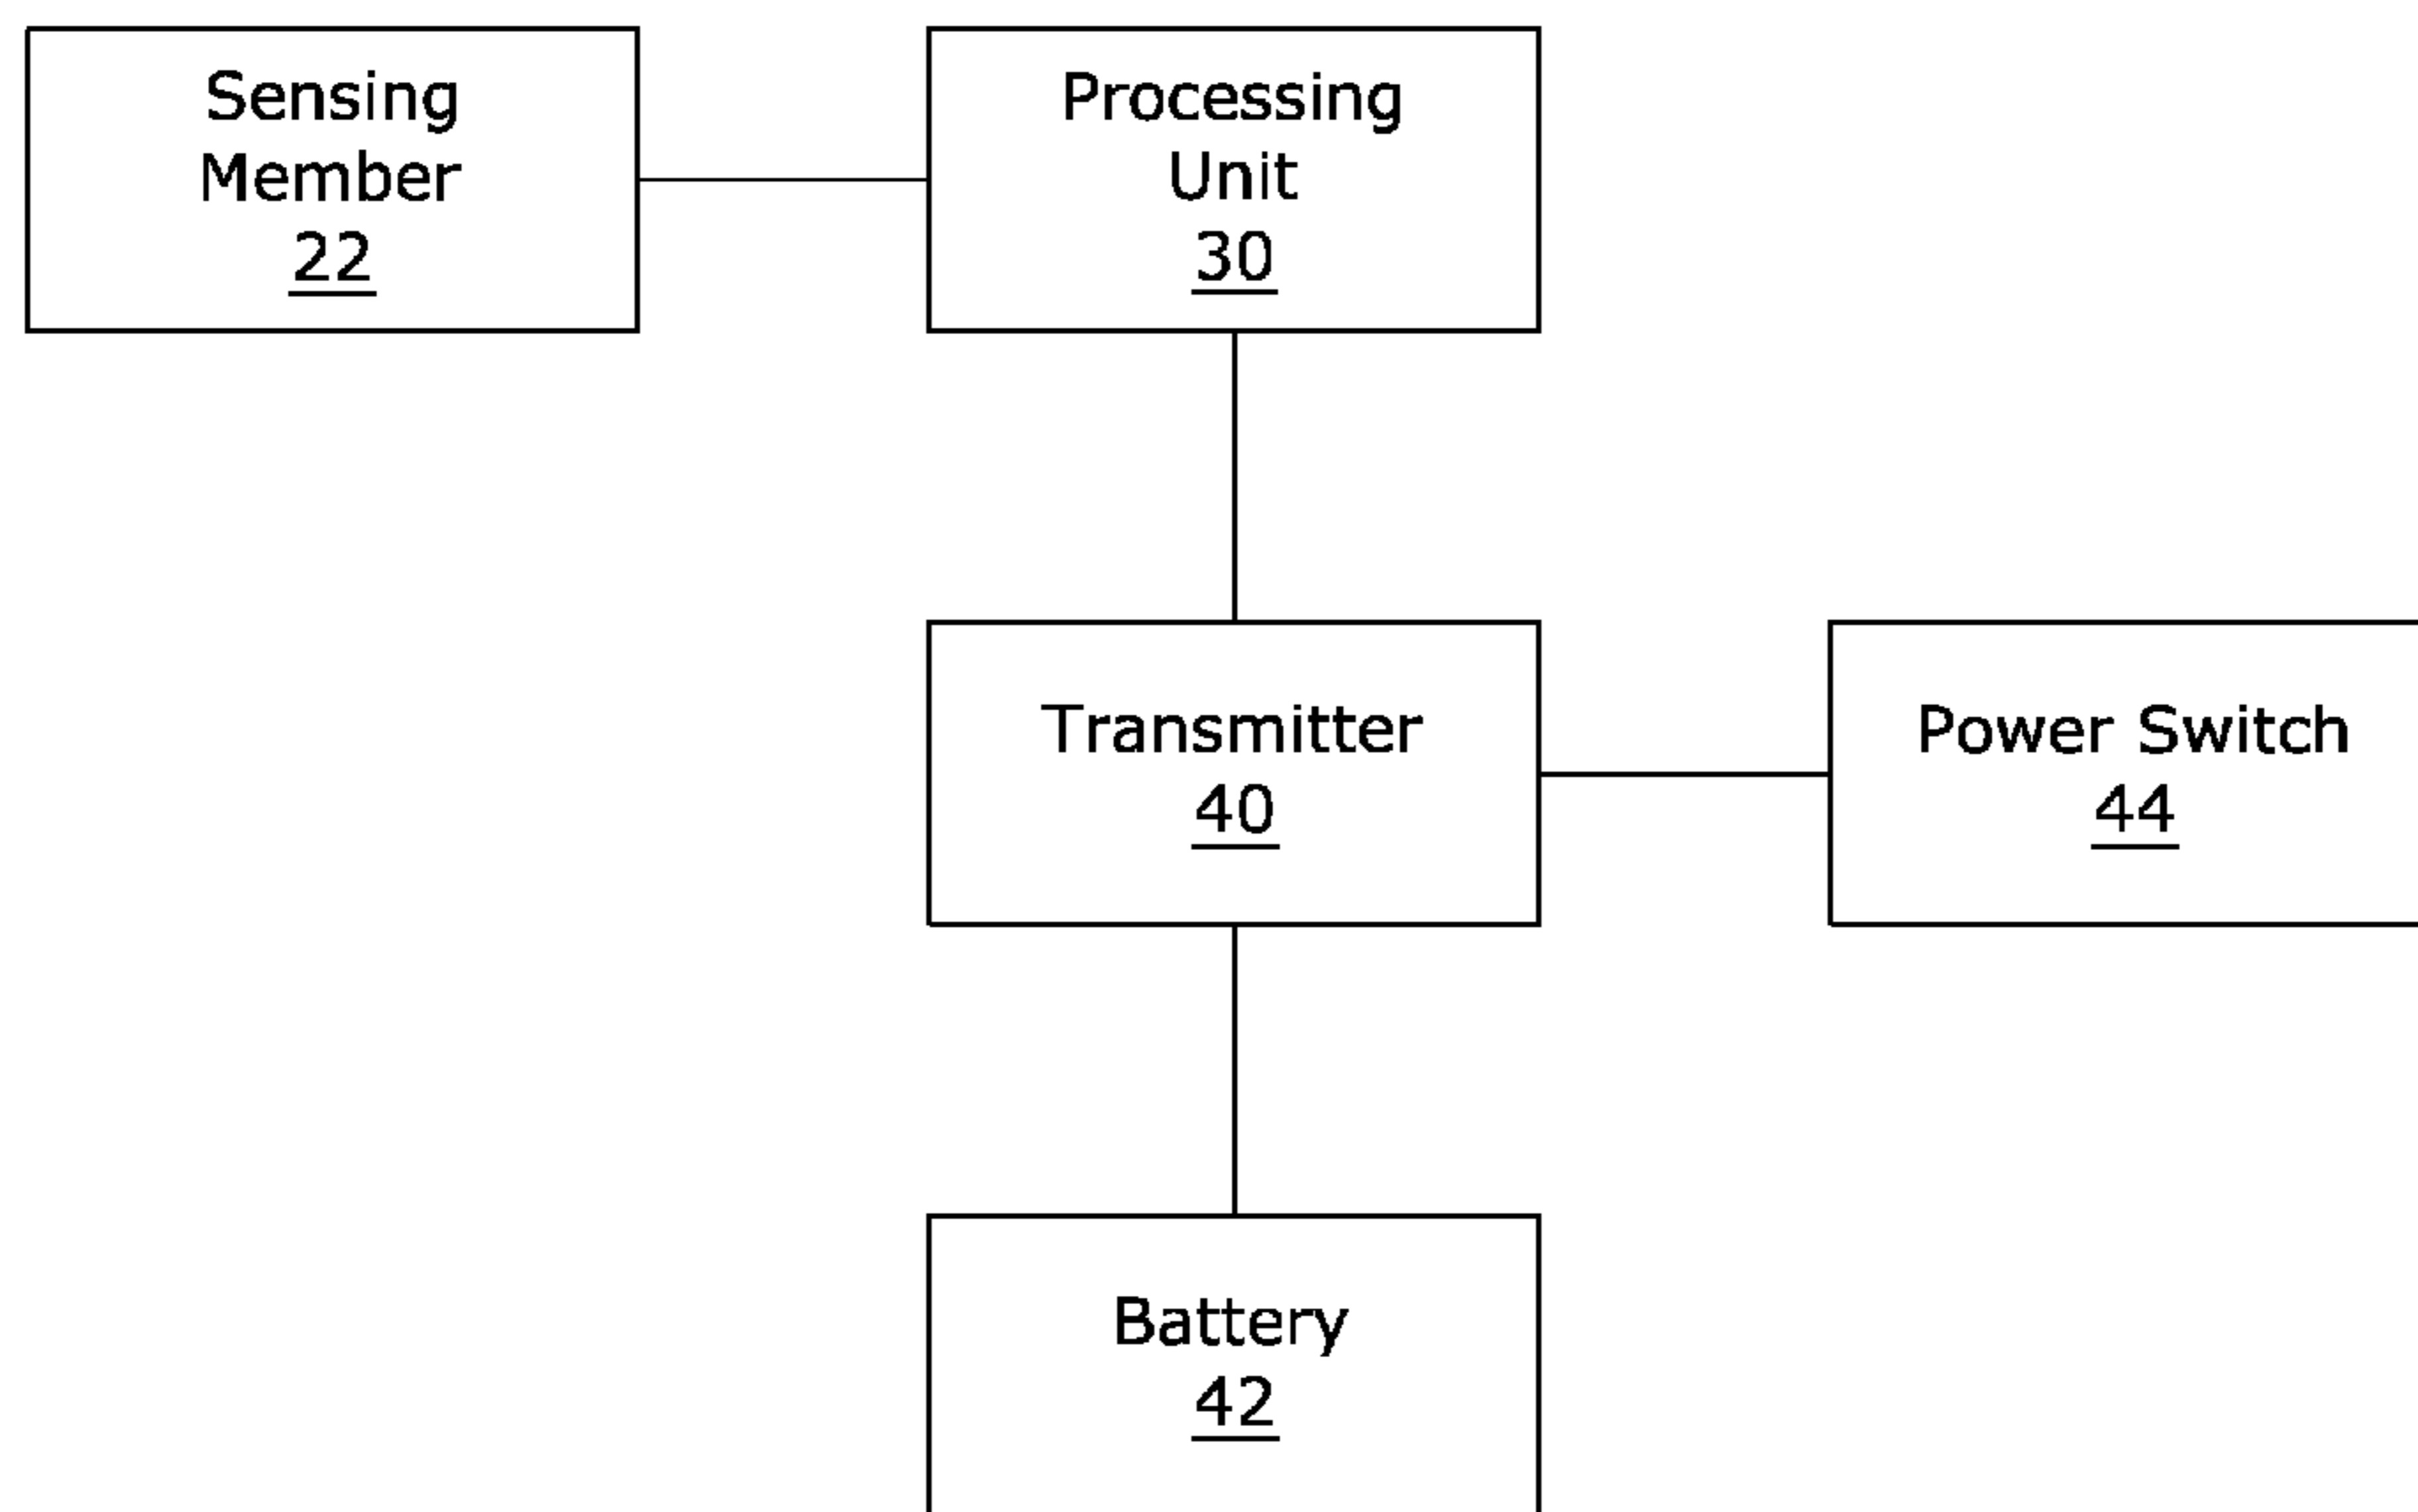 Sensing
Member
22
Processing
Unit
30
Transmitter
40
Power Switch
44
Battery
42